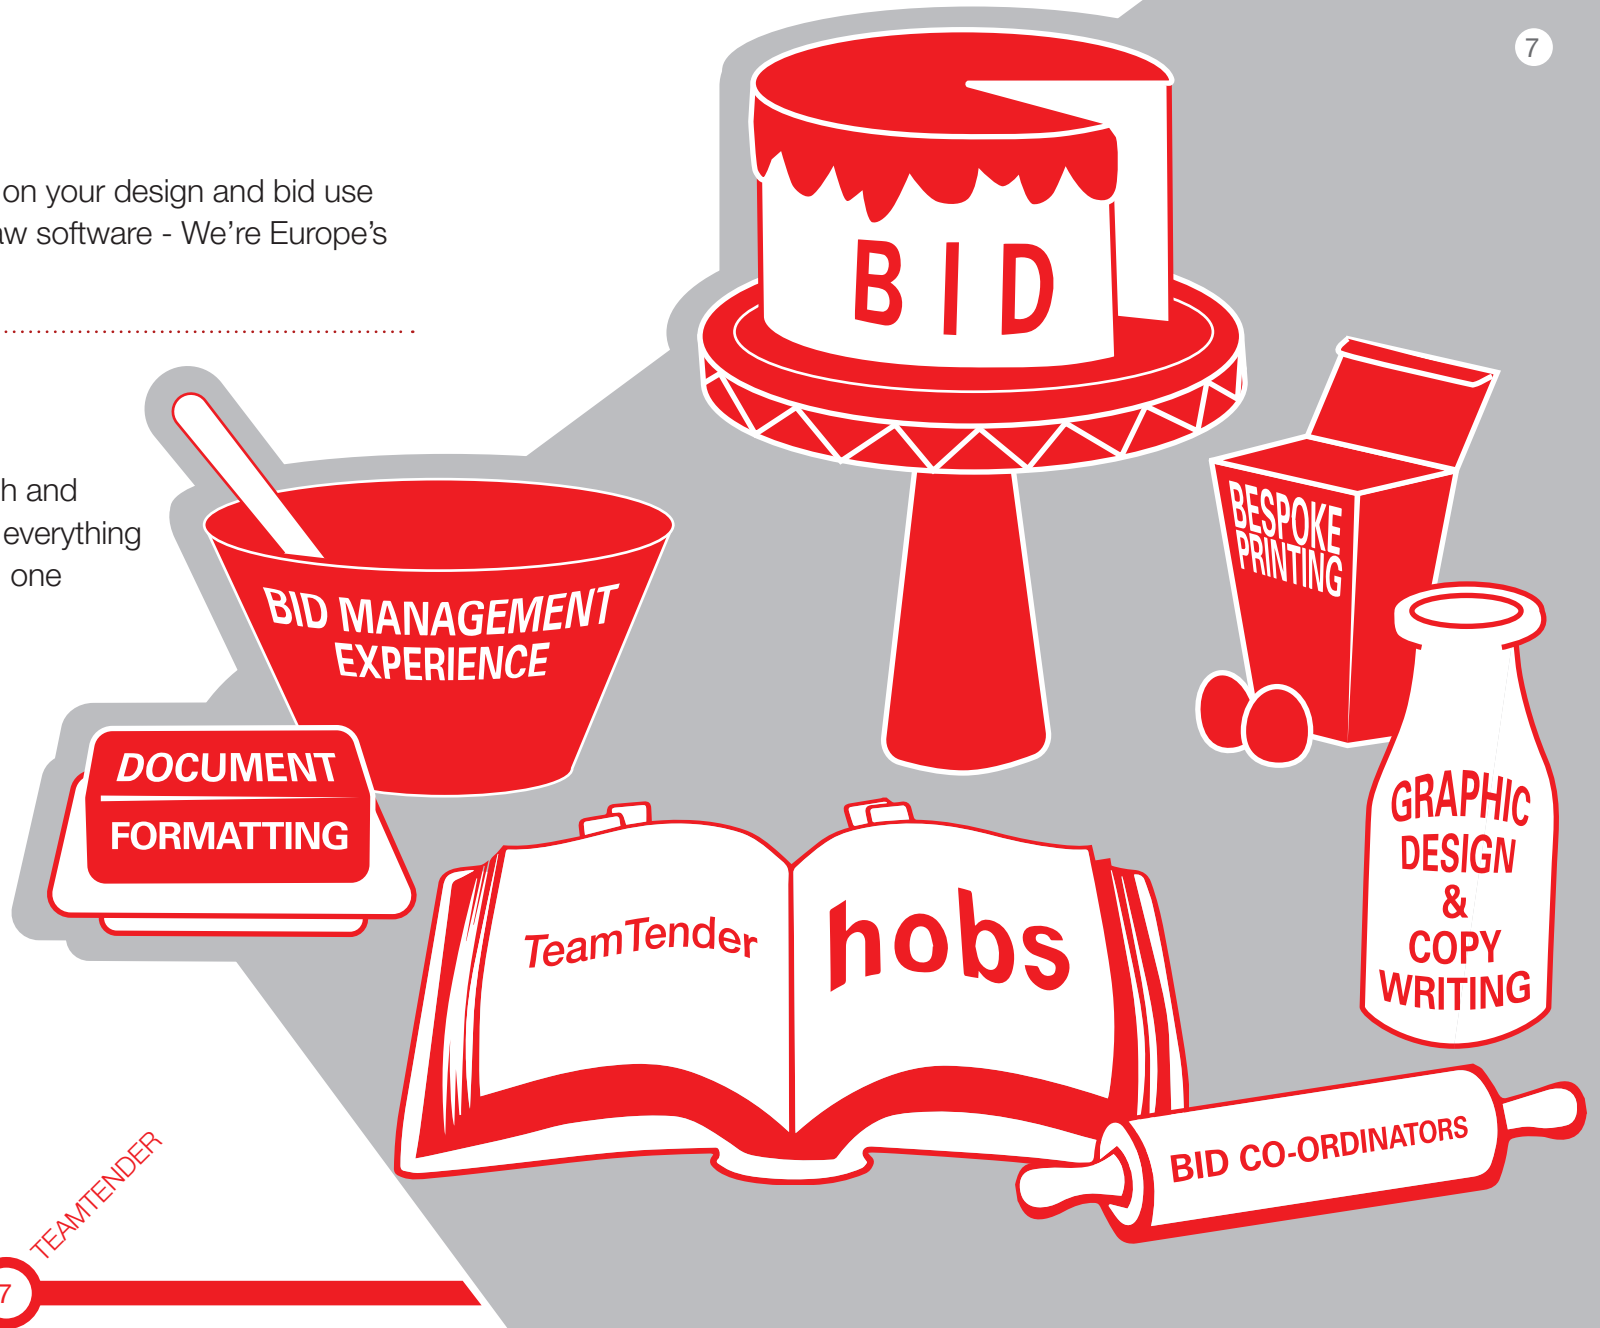 7
on your design and bid use
software - We’re Europe’s
h and
everything
one
BID
BID MANAGEMENT
EXPERIENCE
BESPOKE
PRINTING
DOCUMENT
FORMATTING
GRAPHIC
DESIGN
&
COPY
WRITING
TeamTender
hobs
BID CO-ORDINATORS
TEAMTENDER
7